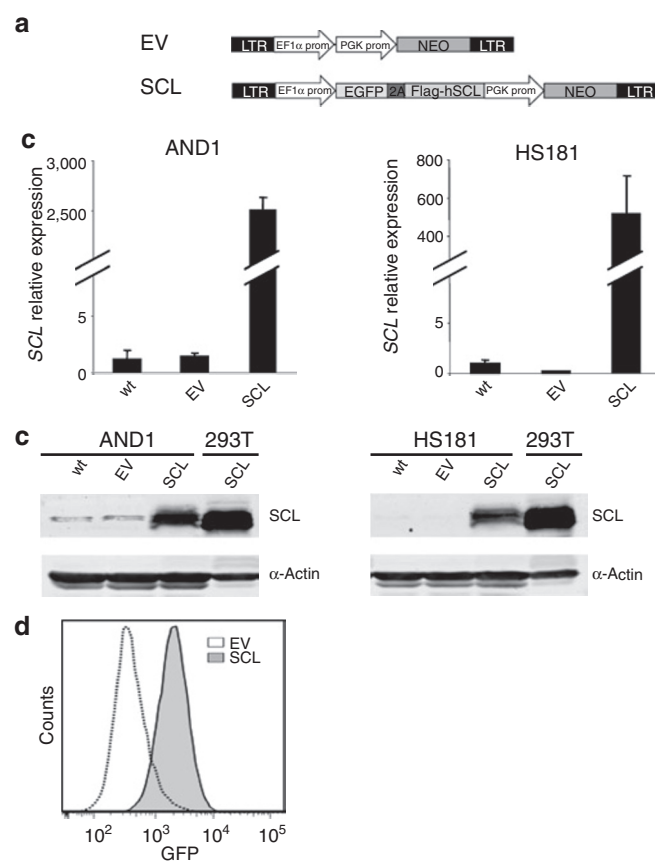 a
EV
LTR EF1α prom PGK prom NEO LTR
SCL
LTR EF1α prom EGFP 2A Flag-hSCL PGK prom NEO LTR
c
AND1
SCL relative expression
3,000
2,500
5
0
wt EV SCL
HS181
SCL relative expression
800
600
400
5
0
wt EV SCL
c
AND1 293T
wt EV SCL SCL
SCL
α-Actin
HS181 293T
wt EV SCL SCL
SCL
α-Actin
d
EV
SCL
Counts
10² 10³ 10⁴ 10⁵
GFP